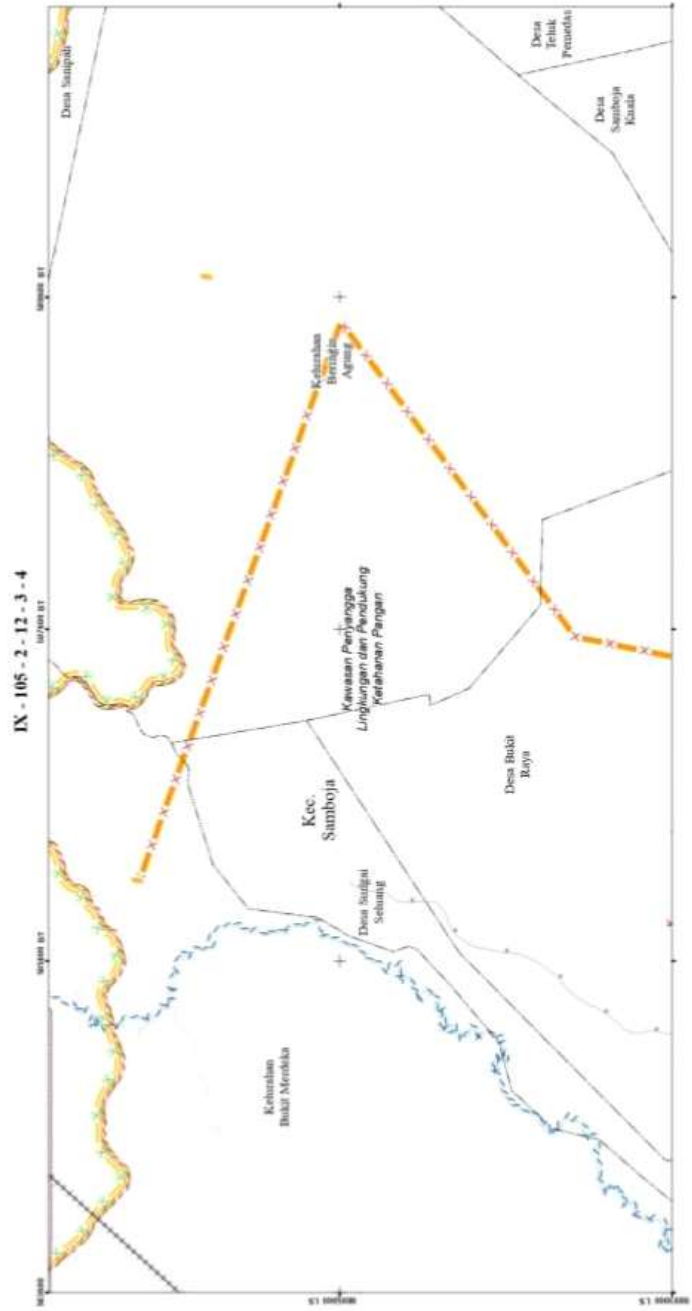 IX - 105 - 2 - 12 - 3 - 4
Desa Sanipah
Desa
Teluk
Pemedas
Desa
Samboja
Kuala
Kelurahan
Beringin
Agung
Kawasan Penyangga
Lingkungan dan Pendukung
Ketahanan Pangan
Kec.
Samboja
Desa Bukit
Raya
Desa Sungai
Seluang
Kelurahan
Bukit Merdeka